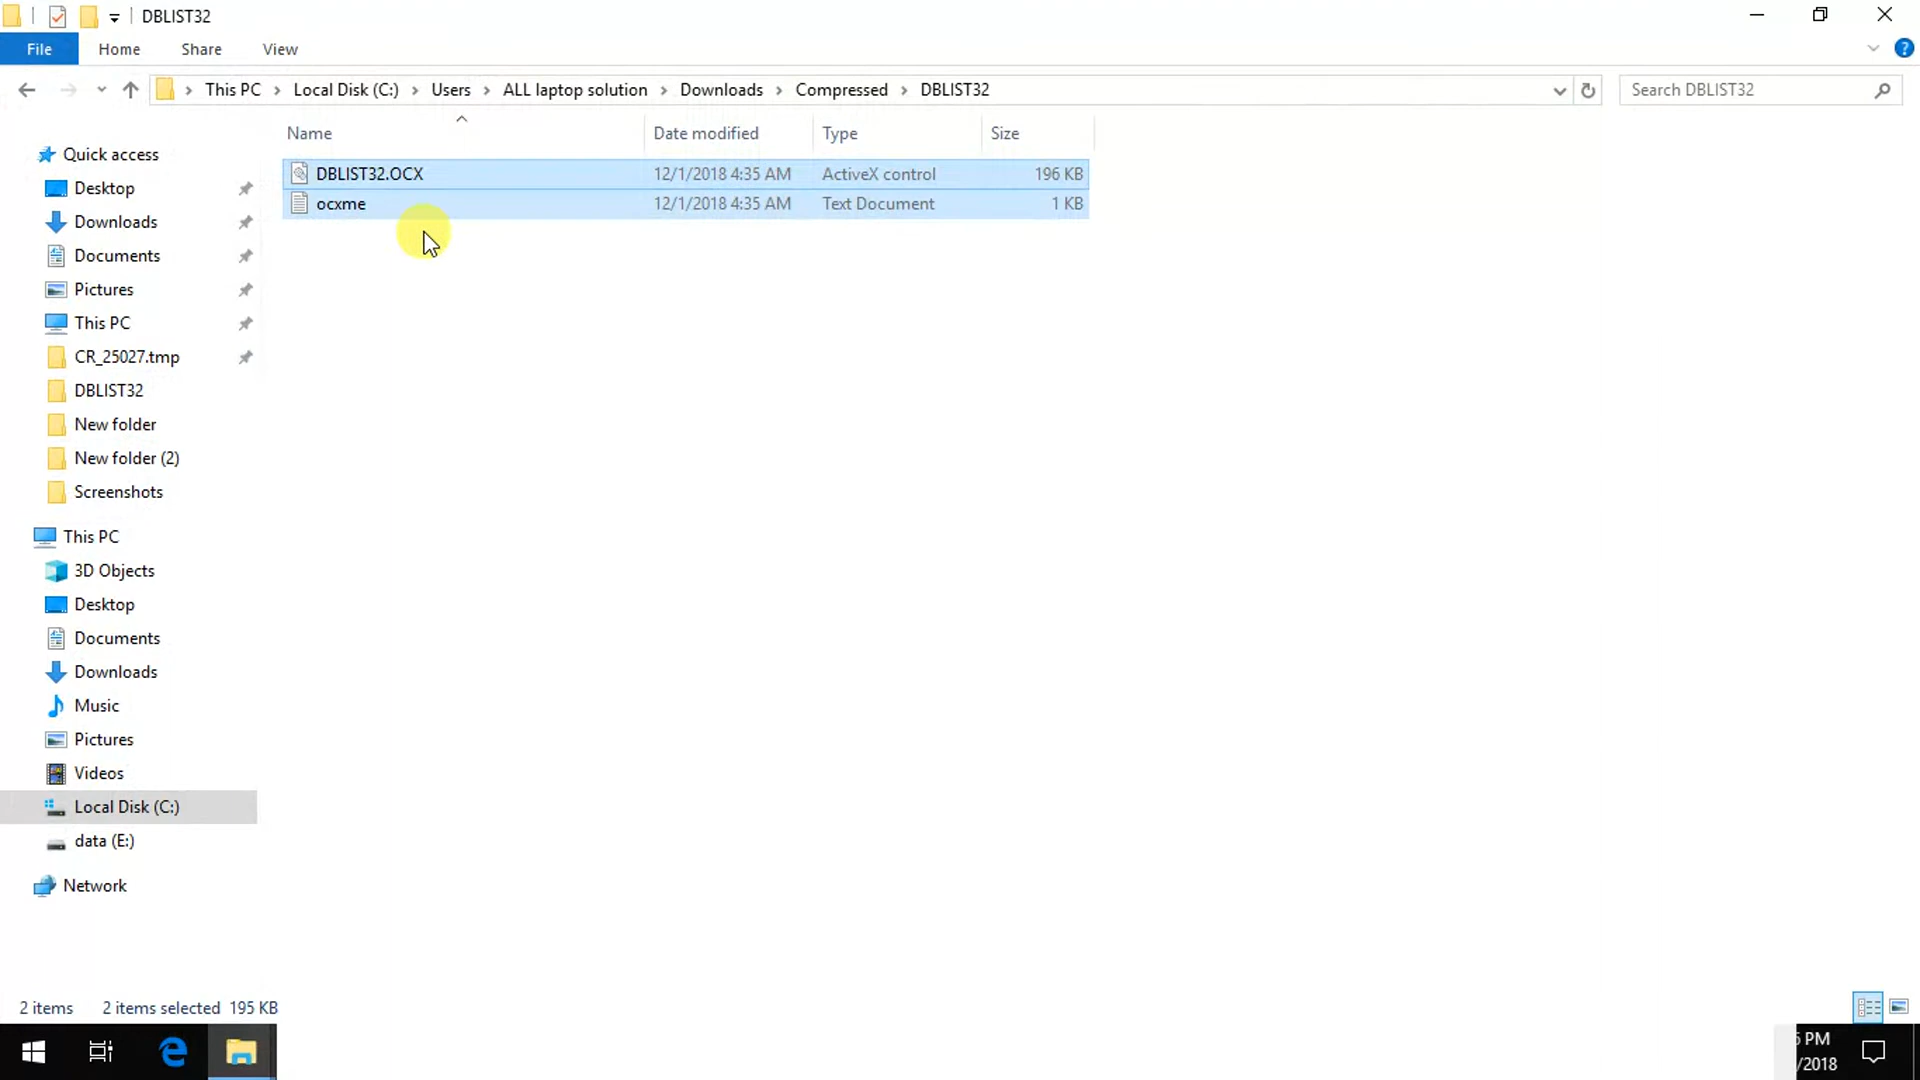 DBLIST32
File Home Share View
This PC Local Disk (C:) Users ALL laptop solution Downloads Compressed DBLIST32
Search DBLIST32
Name Date modified Type Size
DBLIST32.OCX 12/1/2018 4:35 AM ActiveX control 196 KB
ocxme 12/1/2018 4:35 AM Text Document 1 KB
Quick access
Desktop
Downloads
Documents
Pictures
This PC
CR_25027.tmp
DBLIST32
New folder
New folder (2)
Screenshots
This PC
3D Objects
Desktop
Documents
Downloads
Music
Pictures
Videos
Local Disk (C:)
data (E:)
Network
2 items 2 items selected 195 KB
PM
/2018